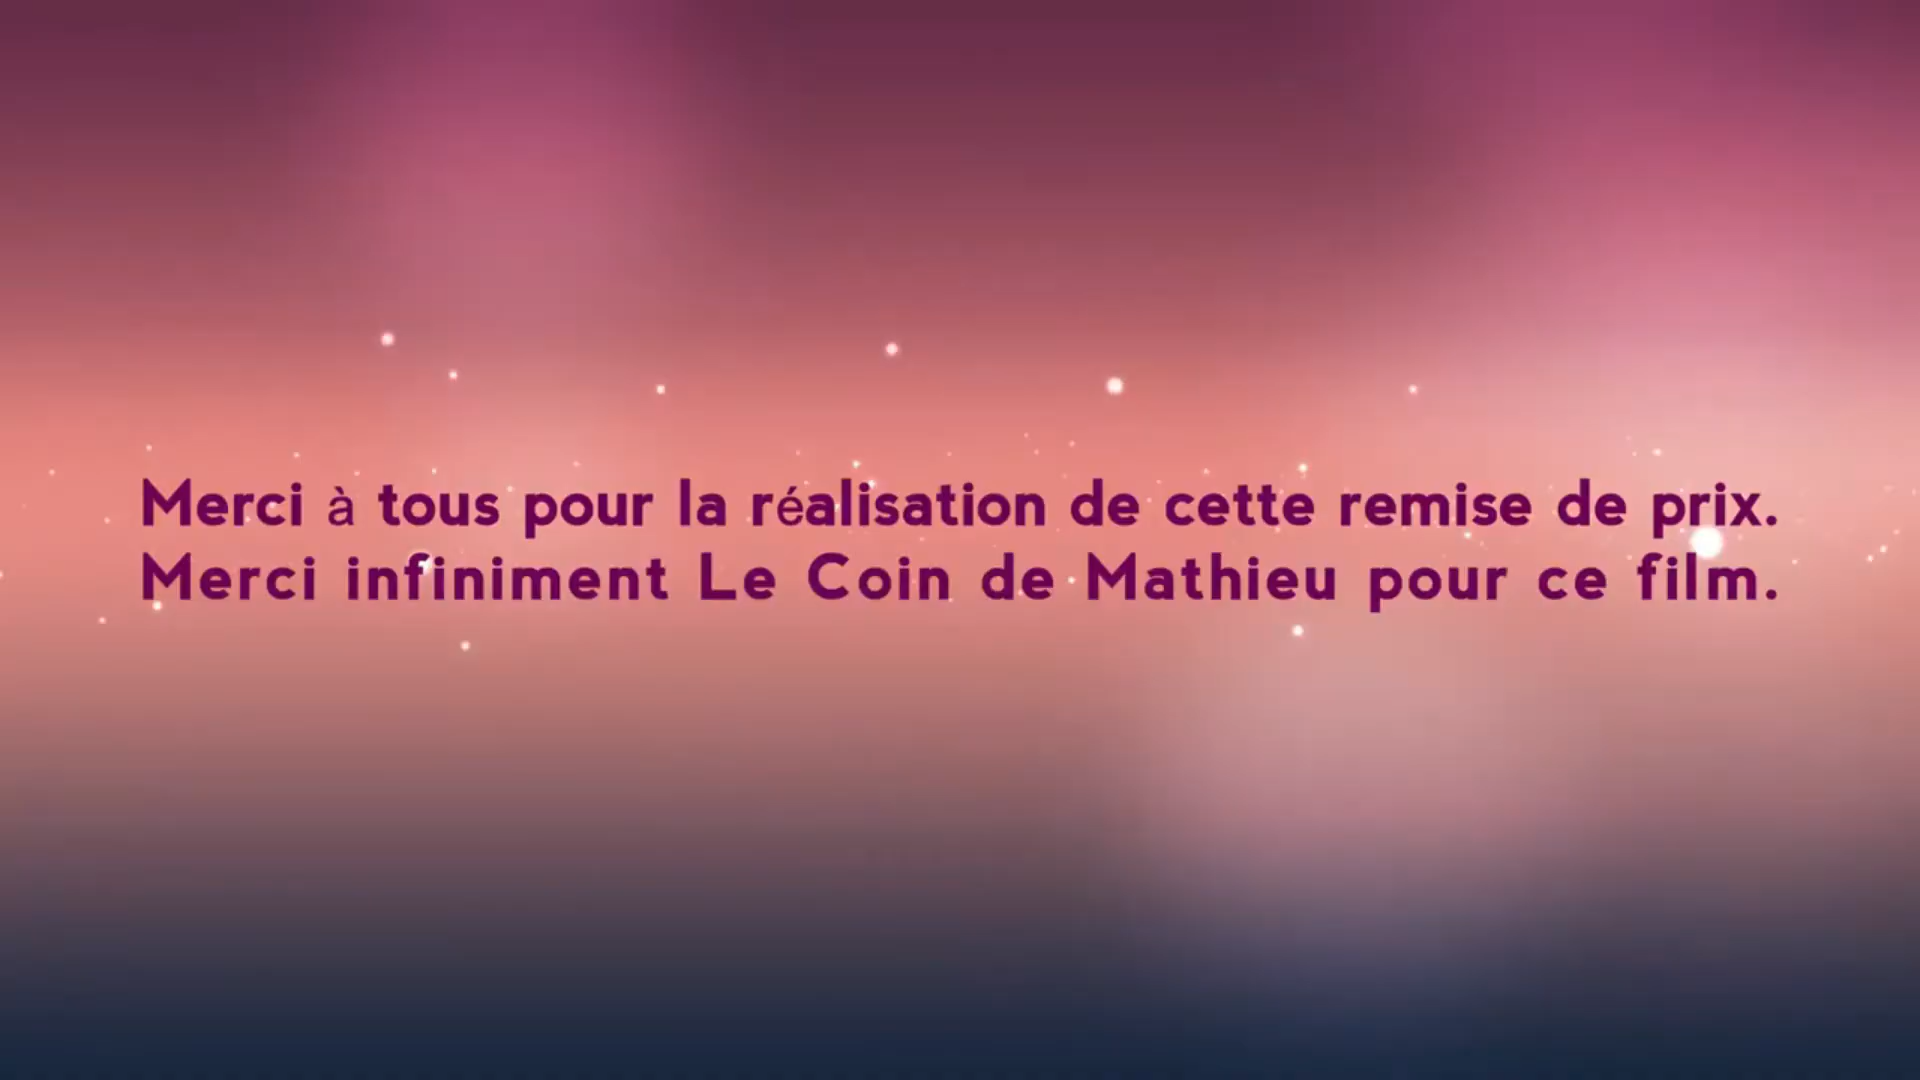 Merci à tous pour la réalisation de cette remise de prix.
Merci infiniment Le Coin de Mathieu pour ce film.